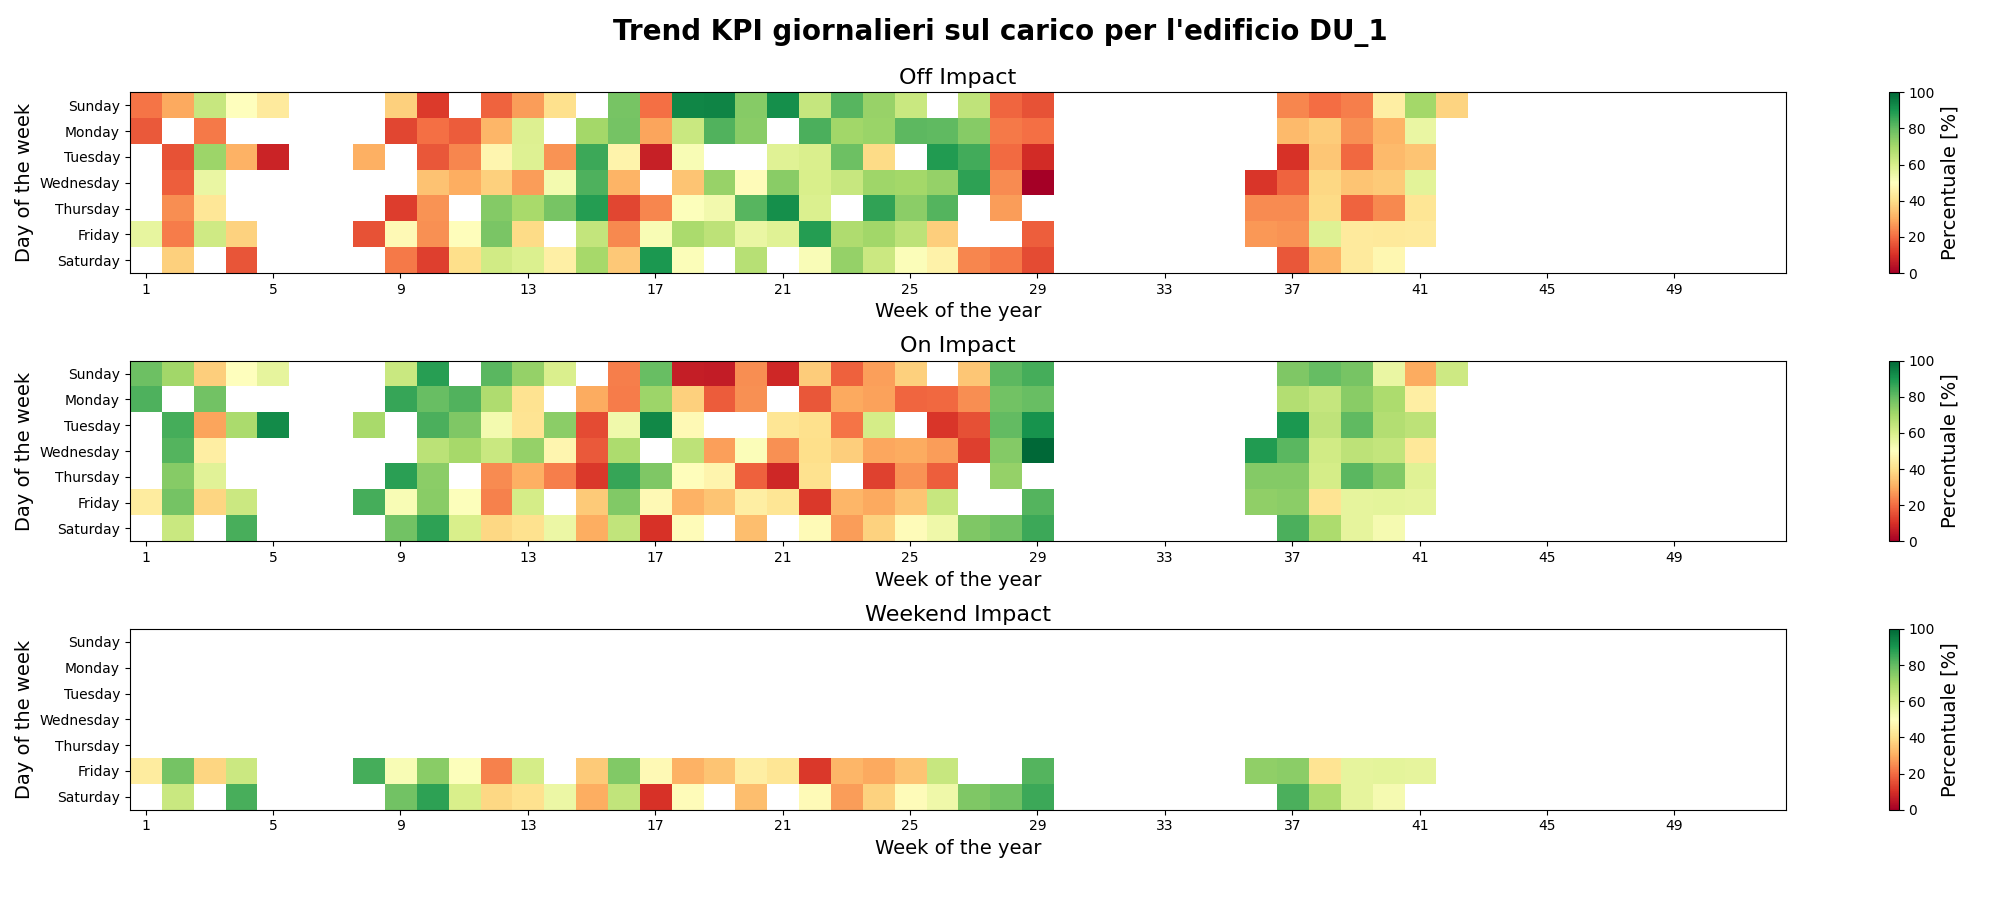 Trend KPI giornalieri sul carico per l'edificio DU_1
Off Impact
Day of the week
Sunday
Monday
Tuesday
Wednesday
Thursday
Friday
Saturday
1 5 9 13 17 21 25 29 33 37 41 45 49
Week of the year
100
80
60
40
20
0
Percentuale [%]
On Impact
Day of the week
Sunday
Monday
Tuesday
Wednesday
Thursday
Friday
Saturday
1 5 9 13 17 21 25 29 33 37 41 45 49
Week of the year
100
80
60
40
20
0
Percentuale [%]
Weekend Impact
Day of the week
Sunday
Monday
Tuesday
Wednesday
Thursday
Friday
Saturday
1 5 9 13 17 21 25 29 33 37 41 45 49
Week of the year
100
80
60
40
20
0
Percentuale [%]